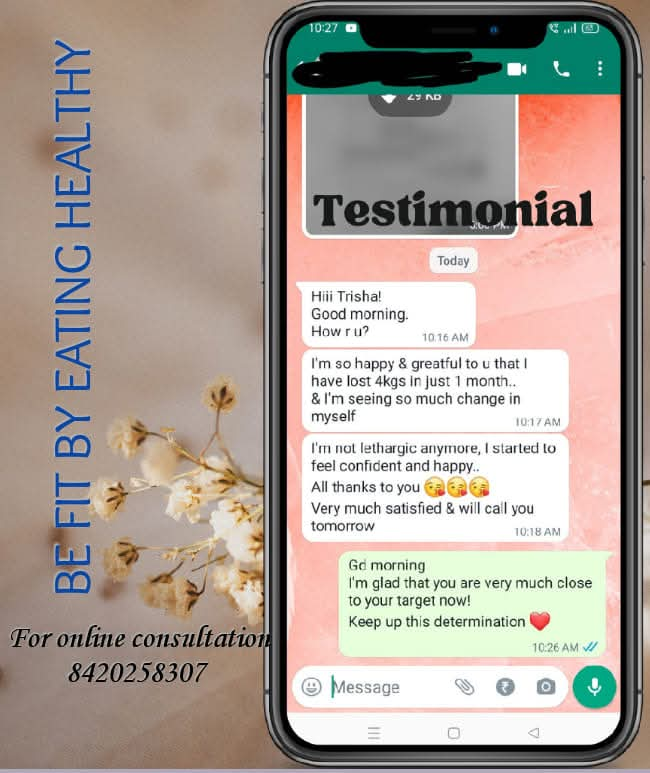 BE FIT BY EATING HEALTHY
For online consultation
8420258307
10:27
29 KB
Testimonial
Today
Hiii Trisha!
Good morning.
How r u?
10:16 AM
I'm so happy & greatful to u that I
have lost 4kgs in just 1 month..
& I'm seeing so much change in
myself
10:17 AM
I'm not lethargic anymore, I started to
feel confident and happy..
All thanks to you 😘😘😘
Very much satisfied & will call you
tomorrow
10:18 AM
Gd morning
I'm glad that you are very much close
to your target now!
Keep up this determination ❤️
10:26 AM
Message